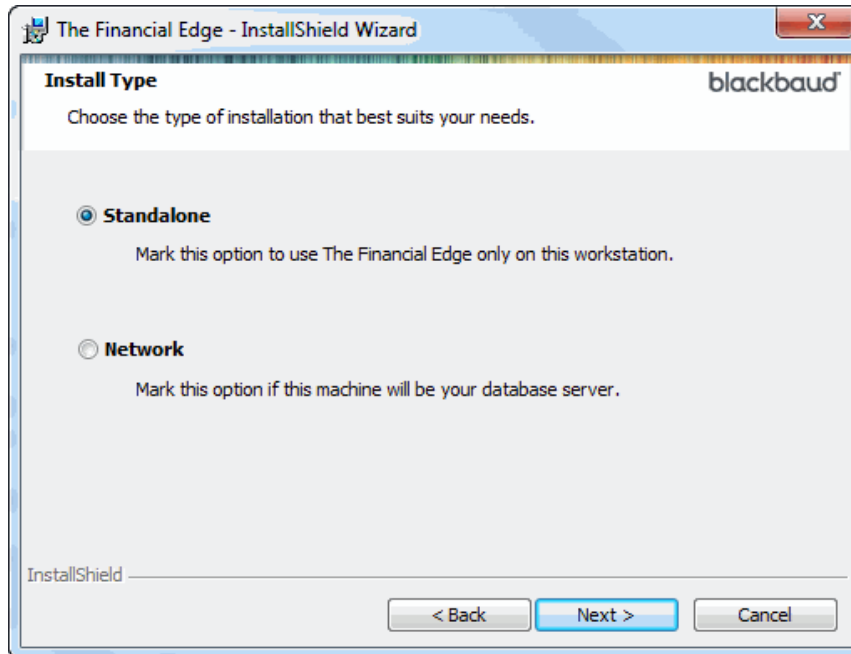 The Financial Edge - InstallShield Wizard
Install Type
blackbaud
Choose the type of installation that best suits your needs.
Standalone
Mark this option to use The Financial Edge only on this workstation.
Network
Mark this option if this machine will be your database server.
InstallShield
< Back
Next >
Cancel